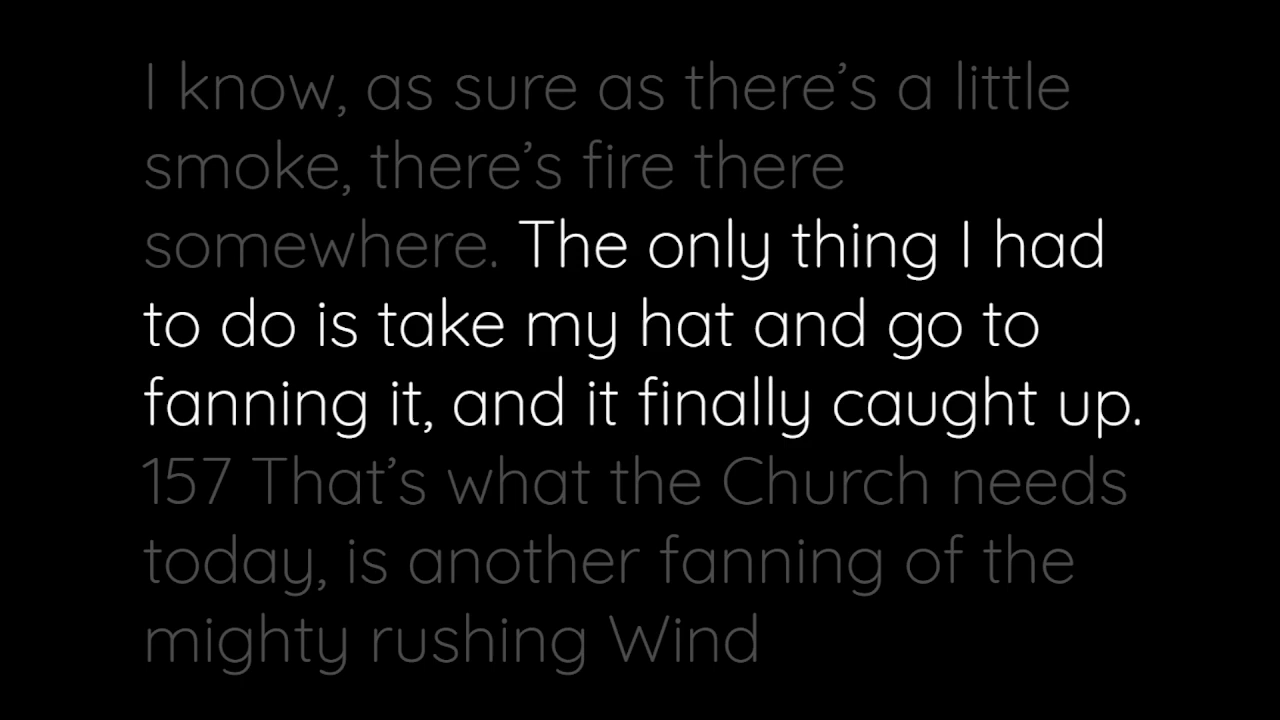 I know, as sure as there’s a little
smoke, there’s fire there
somewhere. The only thing I had
to do is take my hat and go to
fanning it, and it finally caught up.
157 That’s what the Church needs
today, is another fanning of the
mighty rushing Wind